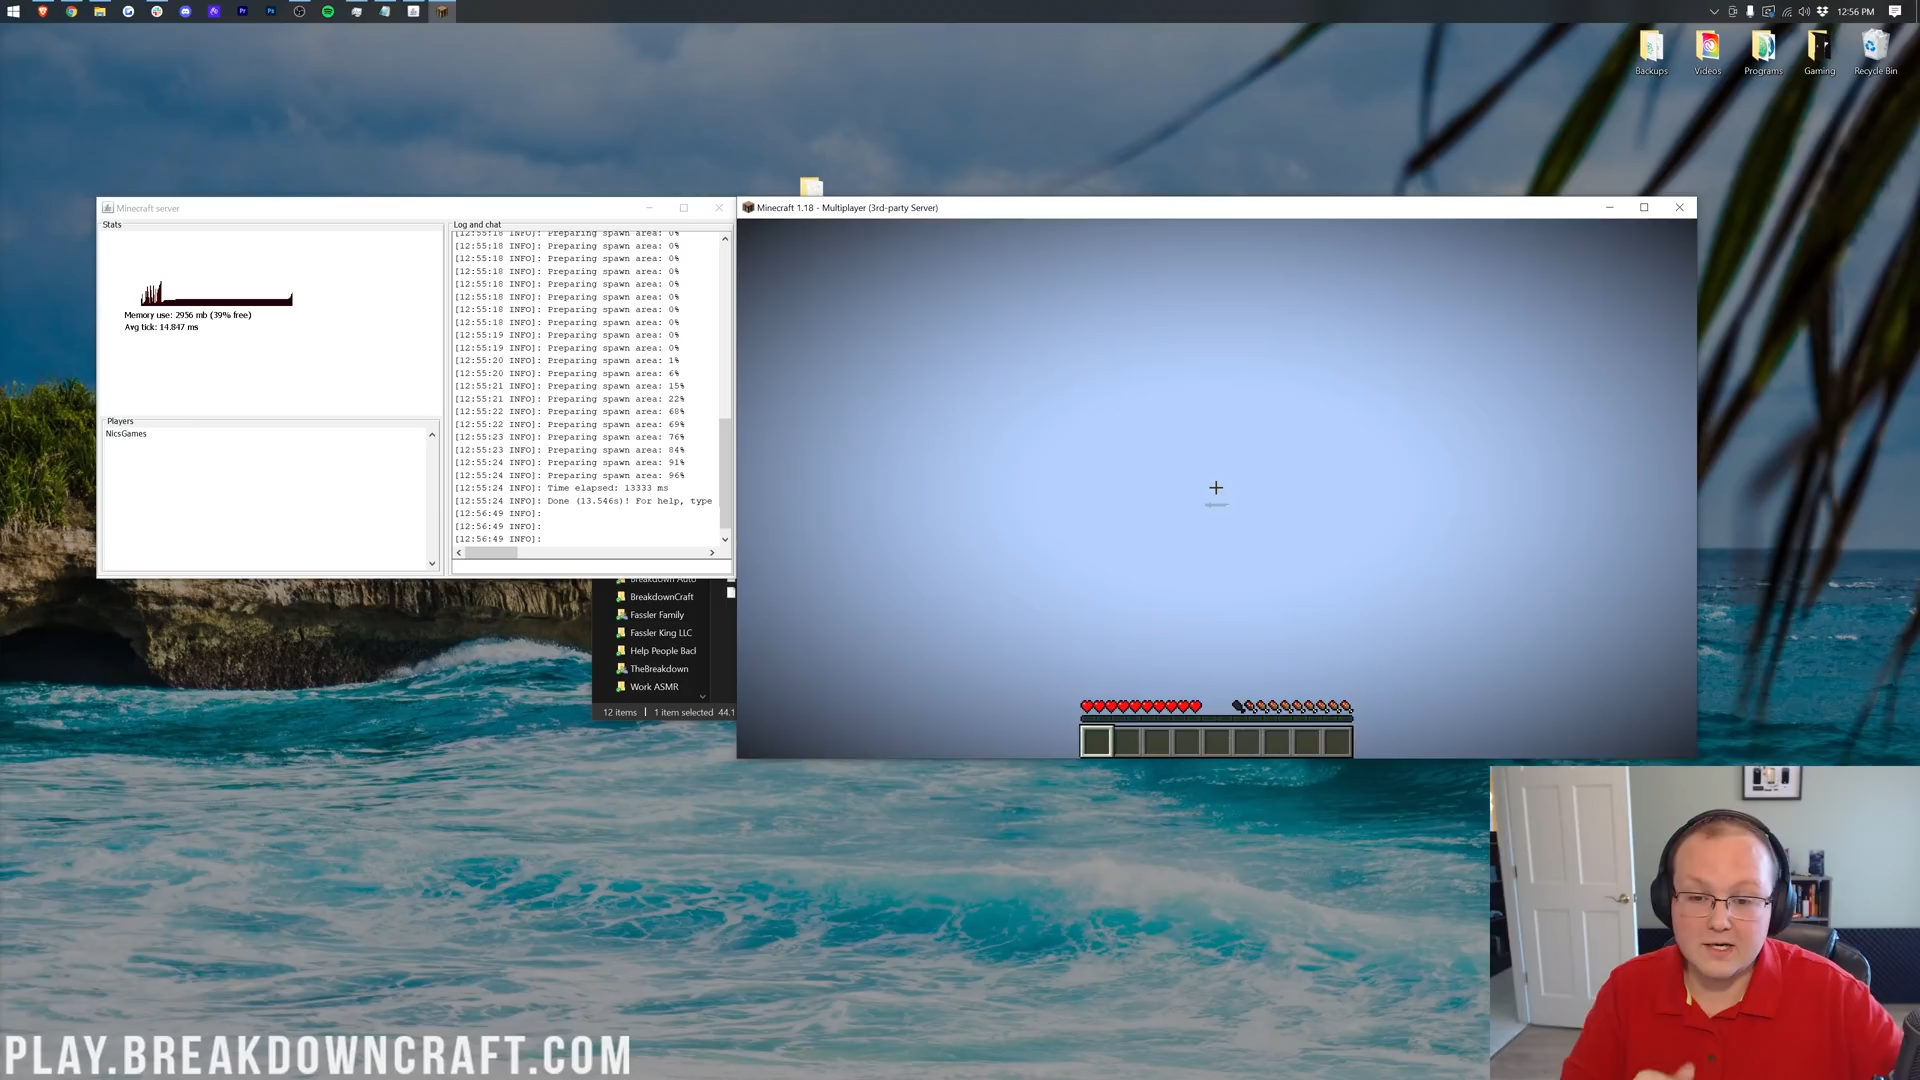 12:56 PM
Backups
Videos
Programs
Gaming
Recycle Bin
Minecraft server
Stats
Memory use: 2956 mb (39% free)
Avg tick: 14.847 ms
Players
NicsGames
Log and chat
[12:55:18 INFO]: Preparing spawn area: 0%
[12:55:18 INFO]: Preparing spawn area: 0%
[12:55:18 INFO]: Preparing spawn area: 0%
[12:55:18 INFO]: Preparing spawn area: 0%
[12:55:18 INFO]: Preparing spawn area: 0%
[12:55:18 INFO]: Preparing spawn area: 0%
[12:55:18 INFO]: Preparing spawn area: 0%
[12:55:18 INFO]: Preparing spawn area: 0%
[12:55:19 INFO]: Preparing spawn area: 0%
[12:55:19 INFO]: Preparing spawn area: 0%
[12:55:20 INFO]: Preparing spawn area: 1%
[12:55:20 INFO]: Preparing spawn area: 6%
[12:55:21 INFO]: Preparing spawn area: 15%
[12:55:21 INFO]: Preparing spawn area: 22%
[12:55:22 INFO]: Preparing spawn area: 68%
[12:55:22 INFO]: Preparing spawn area: 69%
[12:55:23 INFO]: Preparing spawn area: 76%
[12:55:23 INFO]: Preparing spawn area: 84%
[12:55:24 INFO]: Preparing spawn area: 91%
[12:55:24 INFO]: Preparing spawn area: 96%
[12:55:24 INFO]: Time elapsed: 13333 ms
[12:55:24 INFO]: Done (13.546s)! For help, type
[12:56:49 INFO]:
[12:56:49 INFO]:
[12:56:49 INFO]:
Minecraft 1.18 - Multiplayer (3rd-party Server)
Breakdown Auto
BreakdownCraft
Fassler Family
Fassler King LLC
Help People Bacl
TheBreakdown
Work ASMR
12 items
1 item selected
44.1
PLAY.BREAKDOWNCRAFT.COM